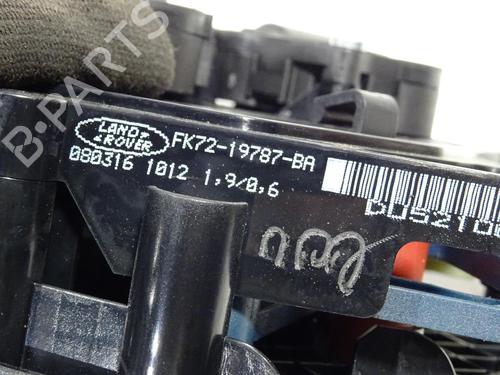 B-PARTS
LAND-
ROVER
FK72-19787-BA
080316 1012 1,9/0,6